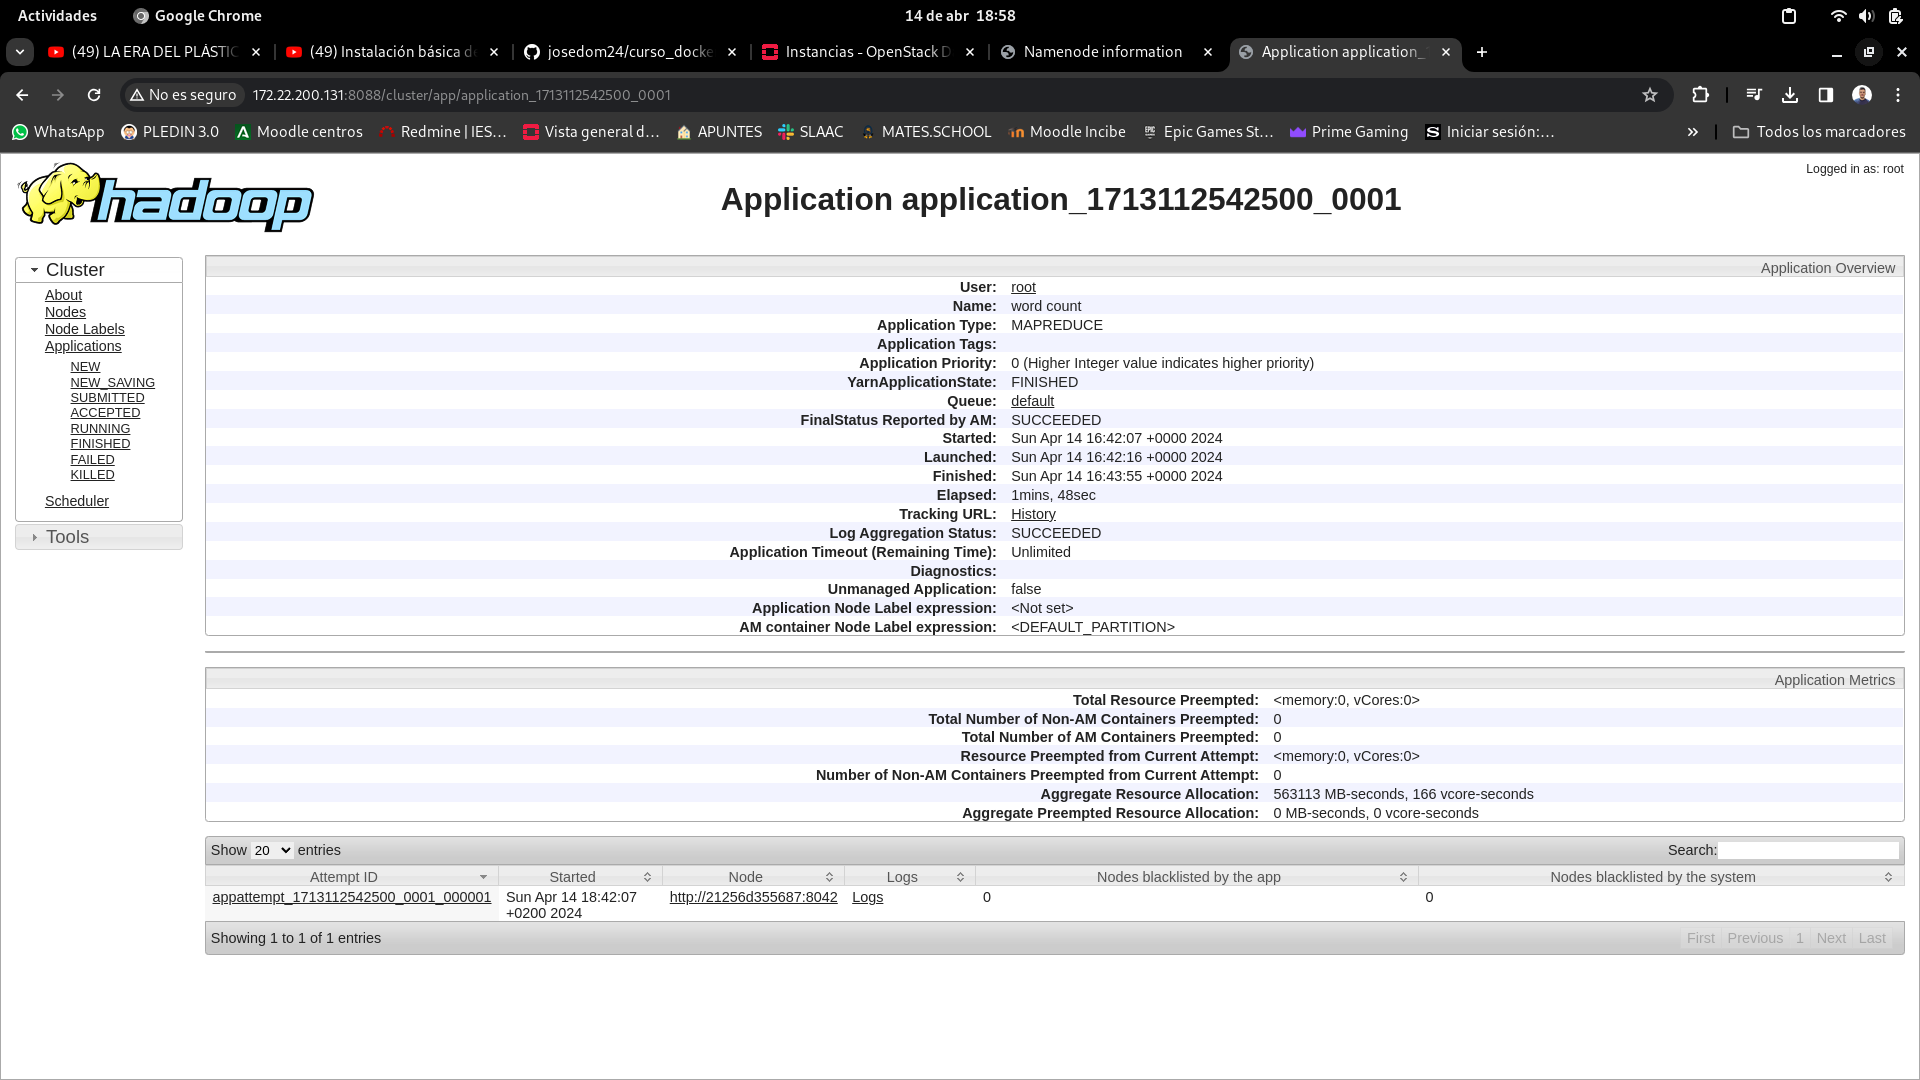 Actividades
Google Chrome
14 de abr 18:58
(49) LA ERA DEL PLÁSTIC
(49) Instalación básica de
josedom24/curso_docke
Instancias - OpenStack D
Namenode information
Application application_
No es seguro
172.22.200.131:8088/cluster/app/application_1713112542500_0001
WhatsApp
PLEDIN 3.0
Moodle centros
Redmine | IES...
Vista general d...
APUNTES
SLAAC
MATES.SCHOOL
Moodle Incibe
Epic Games St...
Prime Gaming
Iniciar sesión:...
Todos los marcadores
hadoop
Application application_1713112542500_0001
Logged in as: root
Cluster
About
Nodes
Node Labels
Applications
NEW
NEW_SAVING
SUBMITTED
ACCEPTED
RUNNING
FINISHED
FAILED
KILLED
Scheduler
Tools
Application Overview
User: root
Name: word count
Application Type: MAPREDUCE
Application Tags:
Application Priority: 0 (Higher Integer value indicates higher priority)
YarnApplicationState: FINISHED
Queue: default
FinalStatus Reported by AM: SUCCEEDED
Started: Sun Apr 14 16:42:07 +0000 2024
Launched: Sun Apr 14 16:42:16 +0000 2024
Finished: Sun Apr 14 16:43:55 +0000 2024
Elapsed: 1mins, 48sec
Tracking URL: History
Log Aggregation Status: SUCCEEDED
Application Timeout (Remaining Time): Unlimited
Diagnostics:
Unmanaged Application: false
Application Node Label expression: <Not set>
AM container Node Label expression: <DEFAULT_PARTITION>
Application Metrics
Total Resource Preempted: <memory:0, vCores:0>
Total Number of Non-AM Containers Preempted: 0
Total Number of AM Containers Preempted: 0
Resource Preempted from Current Attempt: <memory:0, vCores:0>
Number of Non-AM Containers Preempted from Current Attempt: 0
Aggregate Resource Allocation: 563113 MB-seconds, 166 vcore-seconds
Aggregate Preempted Resource Allocation: 0 MB-seconds, 0 vcore-seconds
Show 20 entries
Search:
Attempt ID Started Node Logs Nodes blacklisted by the app Nodes blacklisted by the system
appattempt_1713112542500_0001_000001 Sun Apr 14 18:42:07 http://21256d355687:8042 Logs 0 0
+0200 2024
Showing 1 to 1 of 1 entries
First Previous 1 Next Last